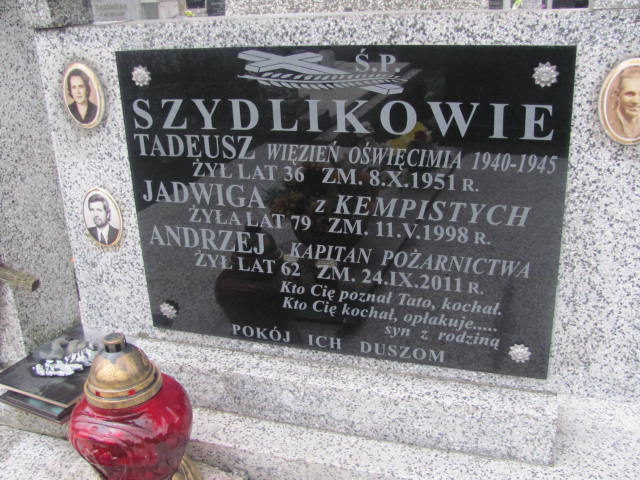 Ś.P.
SZYDLIKOWIE
TADEUSZ WIĘZIEŃ OŚWIĘCIMIA 1940-1945
ŻYŁ LAT 36 ZM. 8.X.1951 R.
JADWIGA z KEMPISTYCH
ŻYŁA LAT 79 ZM. 11.V.1998 R.
ANDRZEJ KAPITAN POŻARNICTWA
ŻYŁ LAT 62 ZM. 24.IX.2011 R.
Kto Cię poznał Tato, kochał.
Kto Cię kochał, opłakuje.....
syn z rodziną
POKÓJ ICH DUSZOM